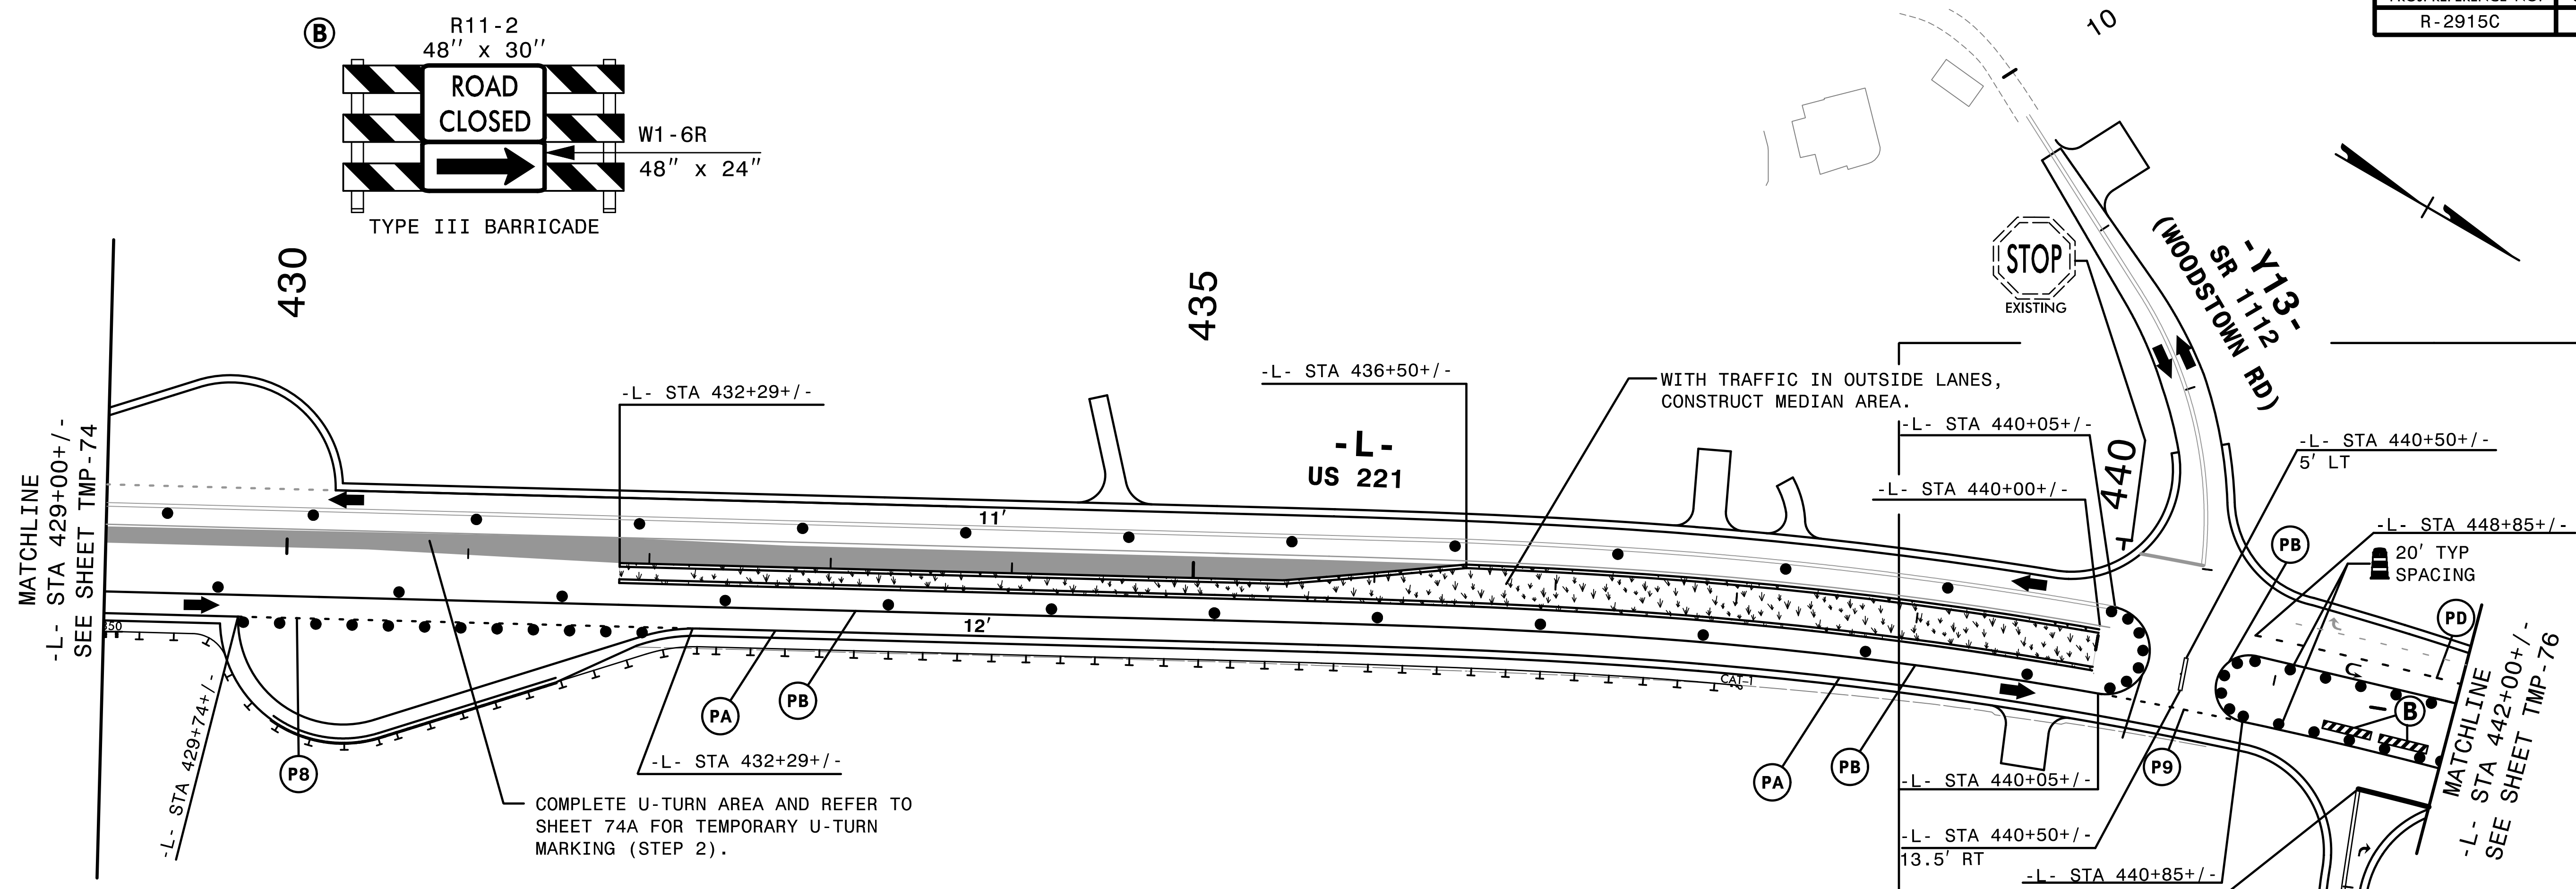 R-2915C
B
R11-2
48" x 30"
ROAD
CLOSED
W1-6R
48" x 24"
TYPE III BARRICADE
10
STOP
EXISTING
-Y13-
SR 1112
(WOODSTOWN RD)
430
435
440
MATCHLINE
-L- STA 429+00+/-
SEE SHEET TMP-74
-L- STA 432+29+/-
-L- STA 436+50+/-
WITH TRAFFIC IN OUTSIDE LANES,
CONSTRUCT MEDIAN AREA.
-L-
US 221
-L- STA 440+05+/-
-L- STA 440+00+/-
-L- STA 440+50+/-
5' LT
-L- STA 448+85+/-
20' TYP
SPACING
PB
PD
B
11'
12'
-L- STA 429+74+/-
P8
PA
PB
-L- STA 432+29+/-
COMPLETE U-TURN AREA AND REFER TO
SHEET 74A FOR TEMPORARY U-TURN
MARKING (STEP 2).
CAT-1
PA
PB
P9
-L- STA 440+05+/-
-L- STA 440+50+/-
13.5' RT
-L- STA 440+85+/-
MATCHLINE
-L- STA 442+00+/-
SEE SHEET TMP-76